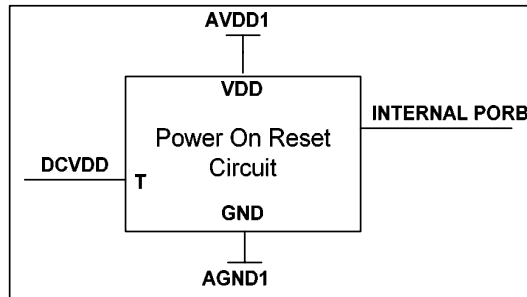 AVDD1
VDD
INTERNAL PORB
Power On Reset
Circuit
DCVDD
T
GND
AGND1